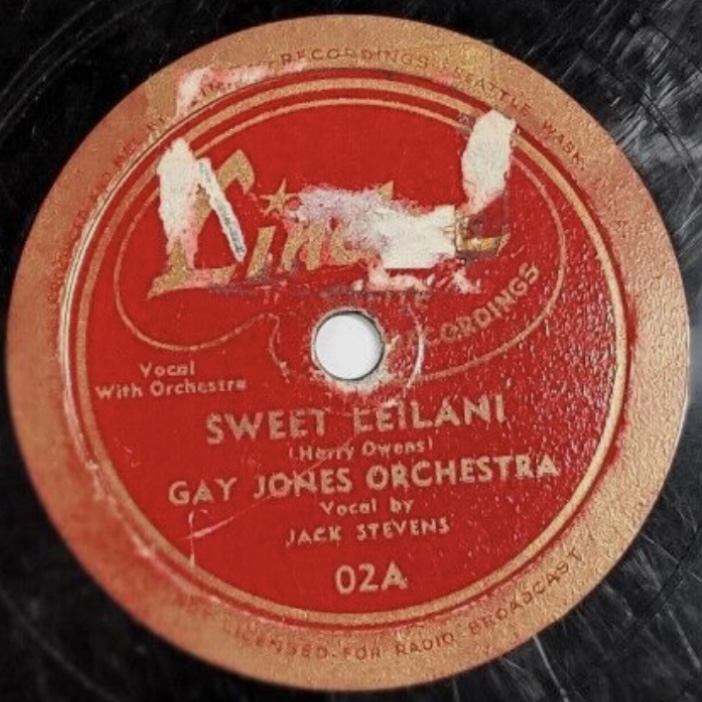 RECORDINGS · SEATTLE WASH. U.S.A.
RECORDINGS
Vocal
With Orchestra
SWEET LEILANI
(Harry Owens)
GAY JONES ORCHESTRA
Vocal by
JACK STEVENS
02A
LICENSED FOR RADIO BROADCAST